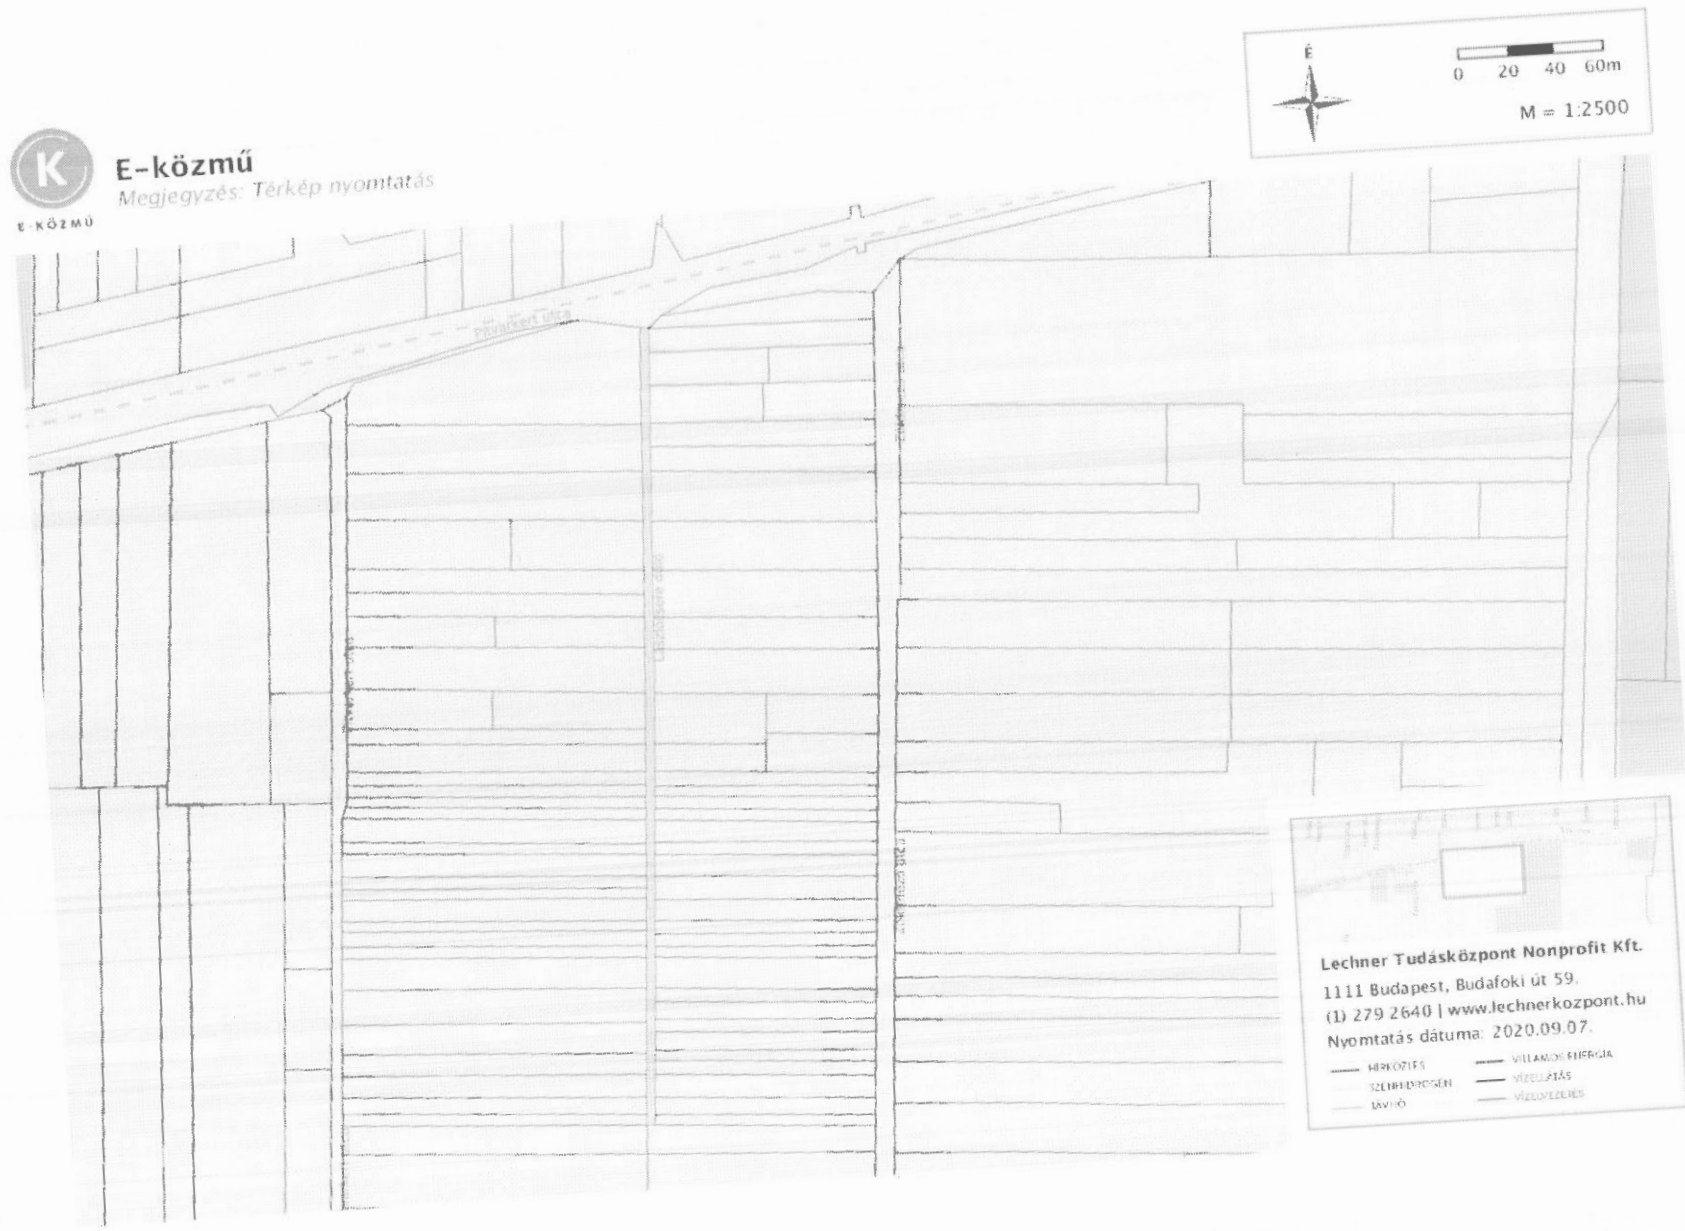 É
0 20 40 60m
M = 1:2500
K
E-KÖZMŰ
E-közmű
Megjegyzés: Térkép nyomtatás
Pitvarkert utca
Lechner Tudásközpont Nonprofit Kft.
1111 Budapest, Budafoki út 59.
(1) 279 2640 | www.lechnerkozpont.hu
Nyomtatás dátuma: 2020.09.07.
HÍRKÖZLÉS
SZÉNHIDROGÉN
TÁVHŐ
VILLAMOS ENERGIA
VÍZELLÁTÁS
VÍZELVEZETÉS